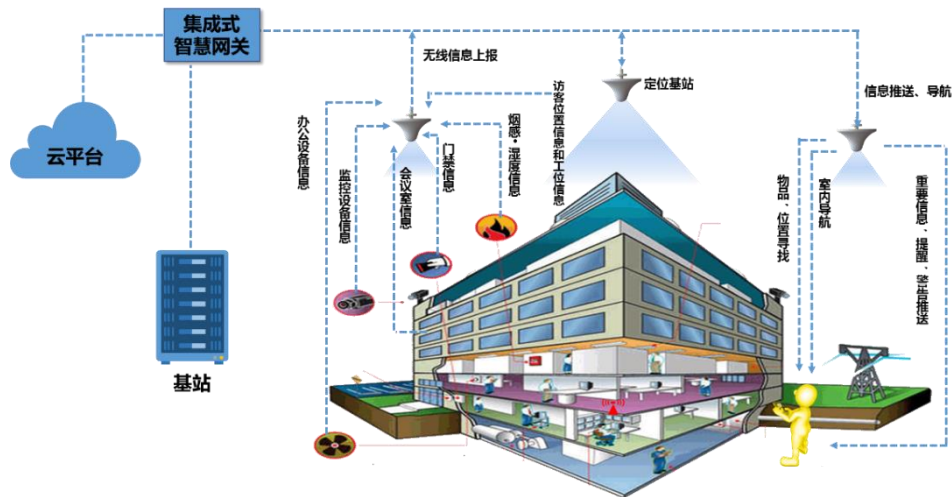 集成式
智慧网关
无线信息上报
定位基站
信息推送、导航
云平台
办公设备信息
监控设备信息
会议室信息
门禁信息
烟感·湿度信息
访客位置信息和工位信息
物品．位置寻找
室内导航
重要信息．提醒．警告推送
基站